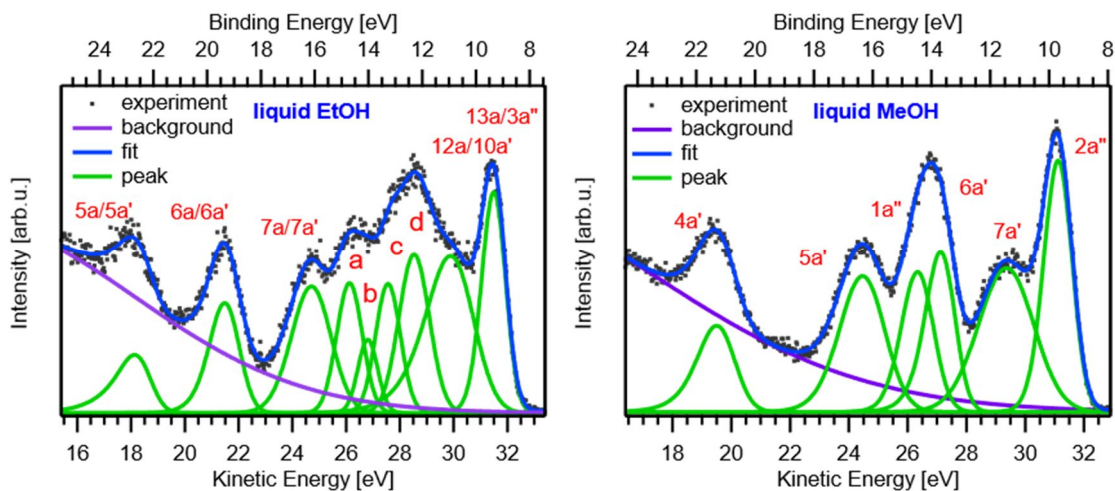 Binding Energy [eV]
24 22 20 18 16 14 12 10 8
experiment
background
fit
peak
liquid EtOH
13a/3a"
12a/10a'
5a/5a'
6a/6a'
7a/7a'
a
b
c
d
Intensity [arb.u.]
16 18 20 22 24 26 28 30 32
Kinetic Energy [eV]
Binding Energy [eV]
24 22 20 18 16 14 12 10 8
experiment
background
fit
peak
liquid MeOH
2a"
6a'
1a"
7a'
4a'
5a'
Intensity [arb.u.]
18 20 22 24 26 28 30 32
Kinetic Energy [eV]